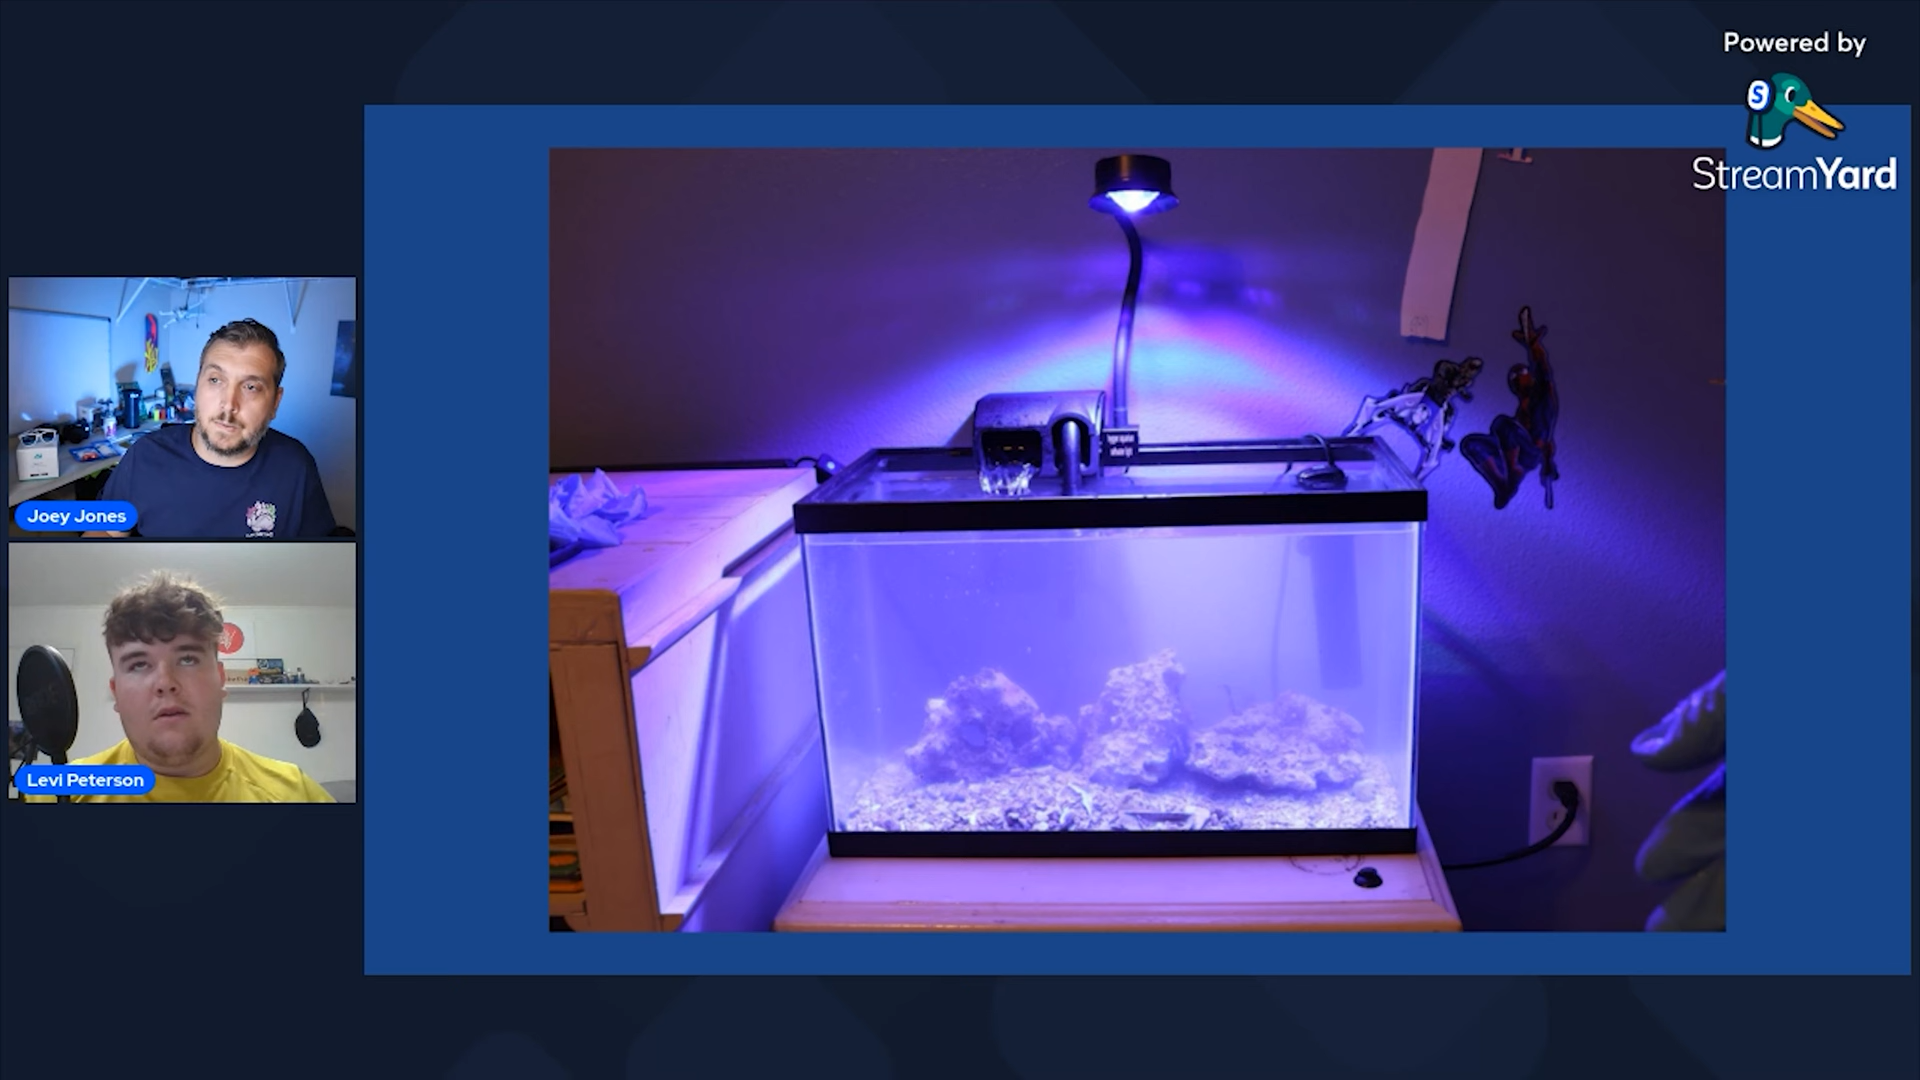 Powered by
S
StreamYard
Joey Jones
Levi Peterson